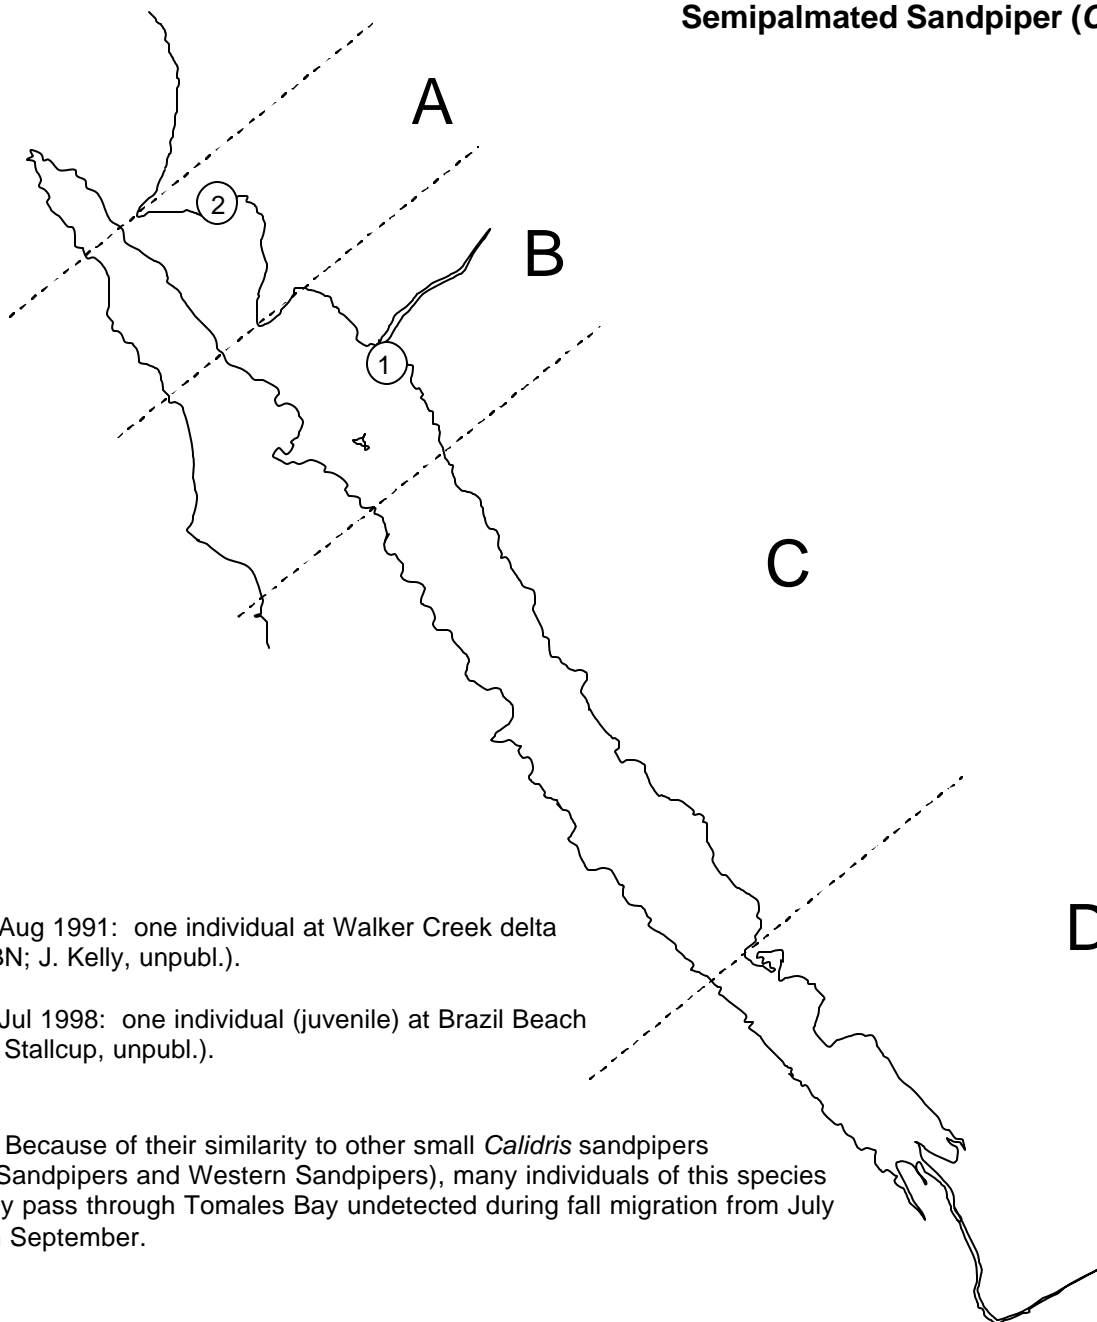 Semipalmated Sandpiper (C
A
2
B
1
C
D
Aug 1991: one individual at Walker Creek delta
BN; J. Kelly, unpubl.).
Jul 1998: one individual (juvenile) at Brazil Beach
Stallcup, unpubl.).
Because of their similarity to other small Calidris sandpipers
Sandpipers and Western Sandpipers), many individuals of this species
y pass through Tomales Bay undetected during fall migration from July
September.